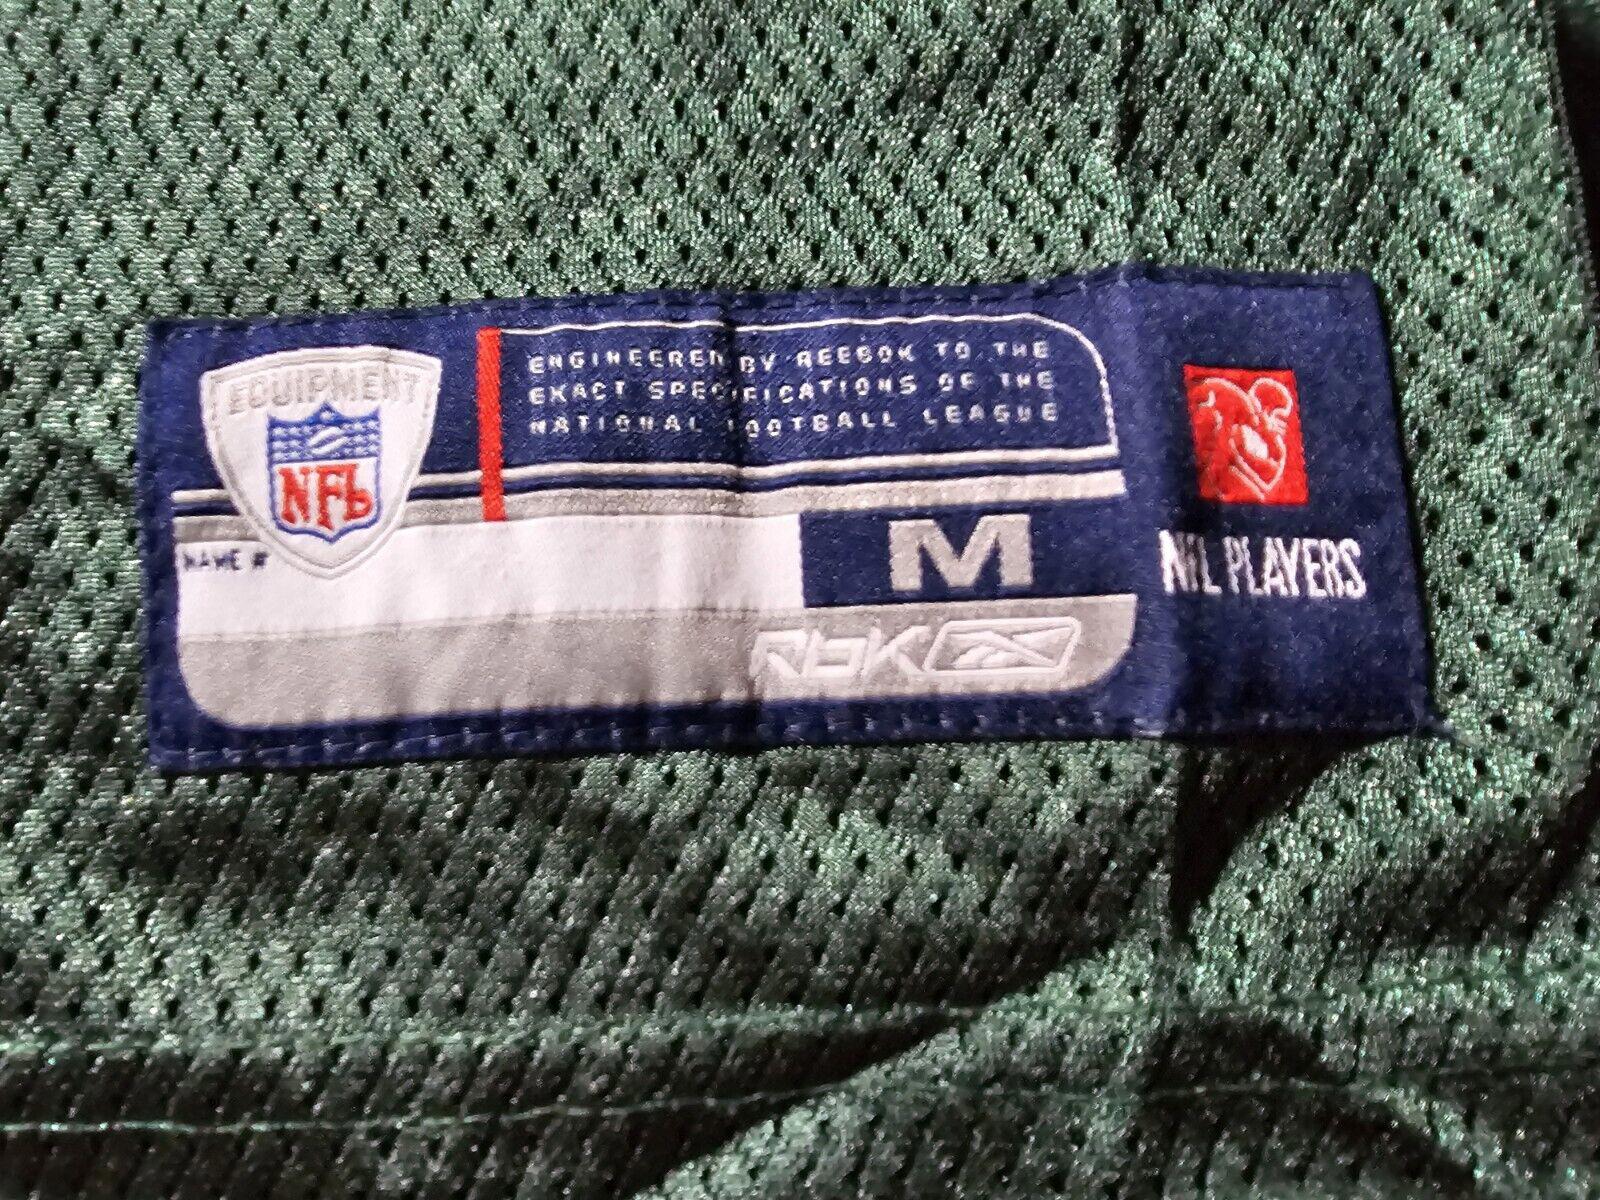 EQUIPMENT
NFL
ENGINEERED BY REEBOK TO THE
EXACT SPECIFICATIONS OF THE
NATIONAL FOOTBALL LEAGUE
NAME #
M
RbK
NFL PLAYERS